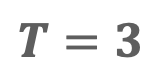 T = 3